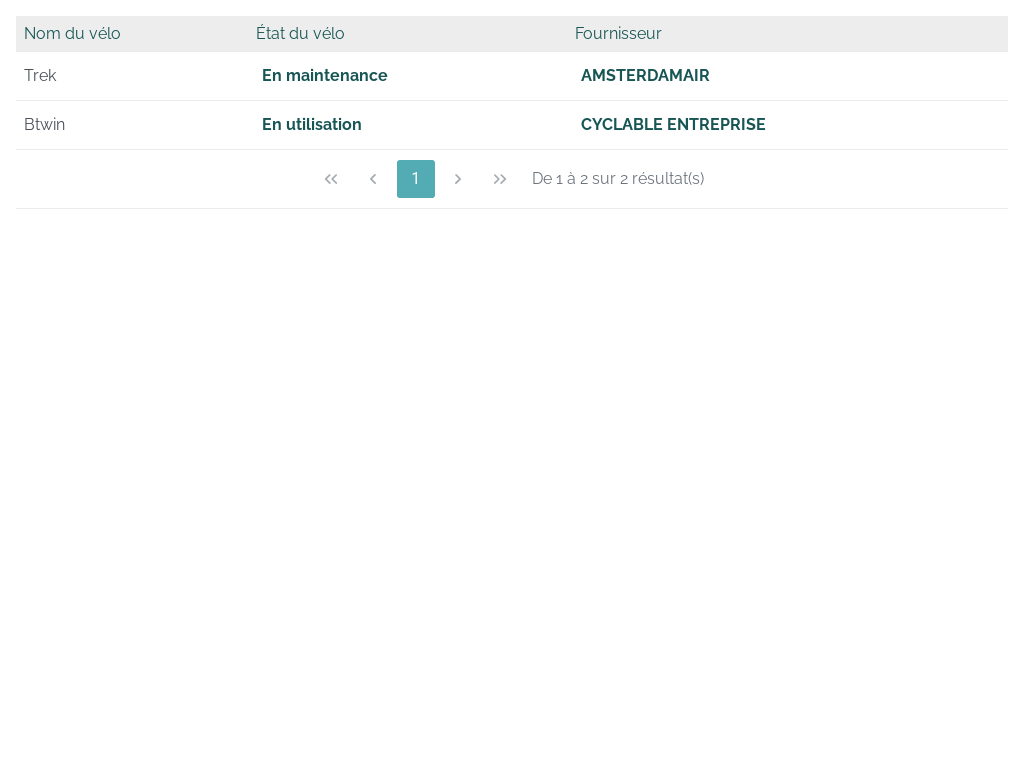 Nom du vélo État du vélo Fournisseur
Trek En maintenance AMSTERDAMAIR
Btwin En utilisation CYCLABLE ENTREPRISE
1 De 1 à 2 sur 2 résultat(s)